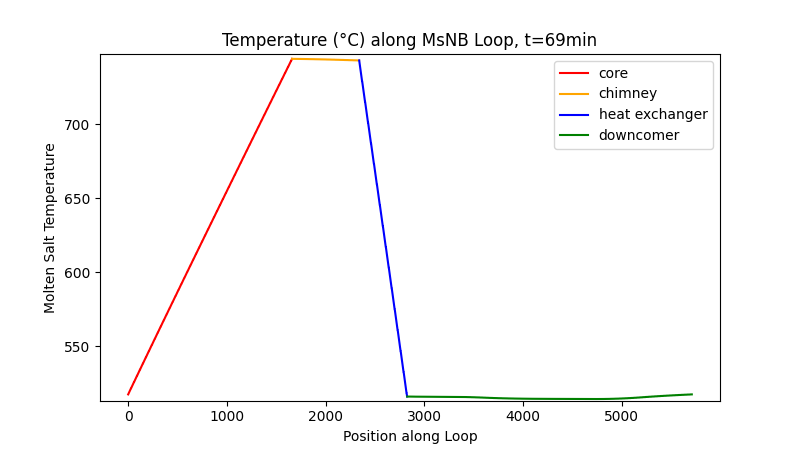 Temperature (°C) along MsNB Loop, t=69min
core
chimney
heat exchanger
downcomer
Molten Salt Temperature
700
650
600
550
0
1000
2000
3000
4000
5000
Position along Loop